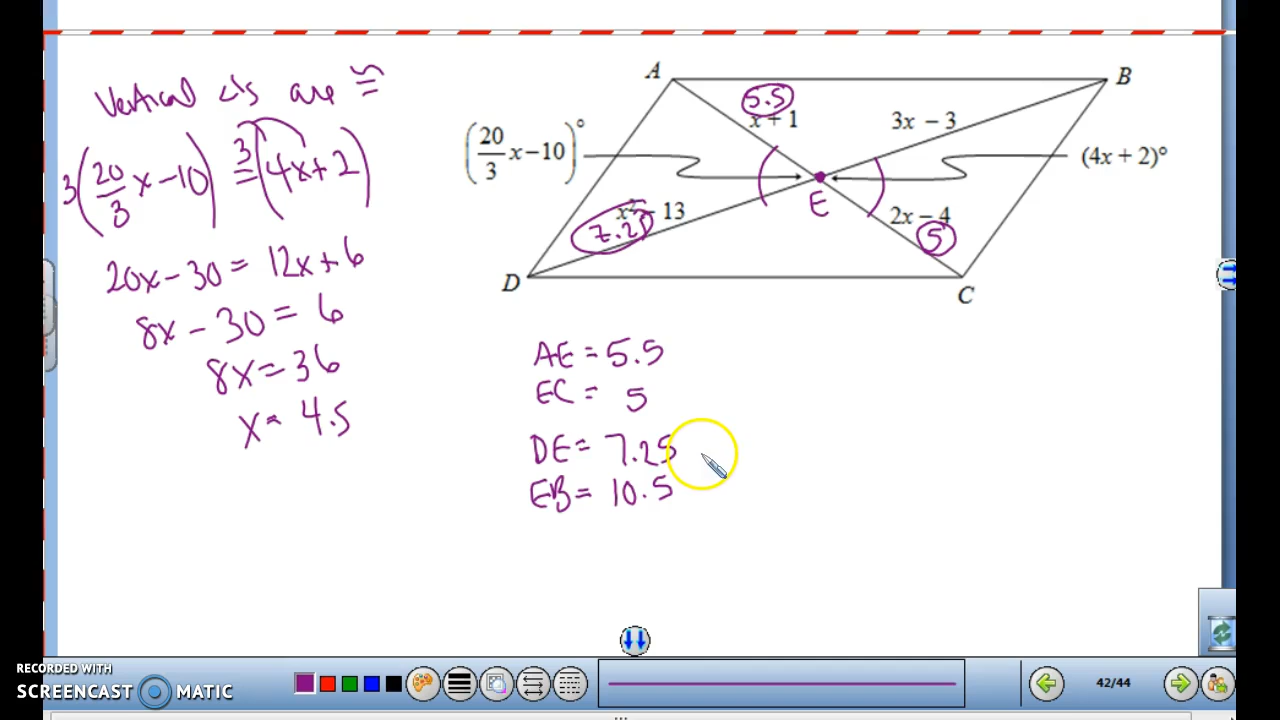 Vertical ∠'s are ≅
3(20/3 x - 10) = 3(4x + 2)
20x - 30 = 12x + 6
8x - 30 = 6
8x = 36
x = 4.5
A
B
5.5
x + 1
3x - 3
(20/3 x - 10)°
(4x + 2)°
E
x² - 13
7.25
2x - 4
5
D
C
AE = 5.5
EC = 5
DE = 7.25
EB = 10.5
RECORDED WITH
SCREENCAST MATIC
42/44